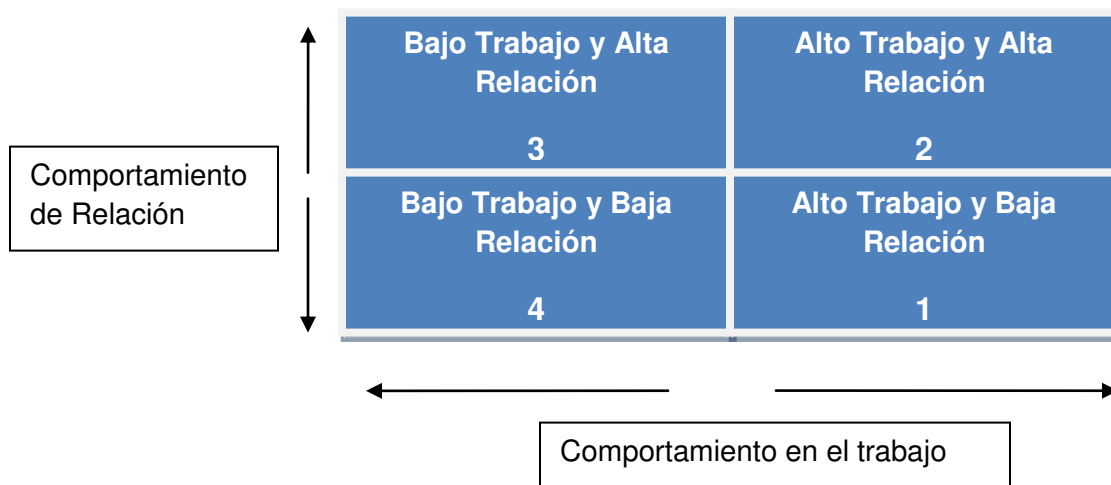 Bajo Trabajo y Alta
Relación
3
Alto Trabajo y Alta
Relación
2
Comportamiento
de Relación
Bajo Trabajo y Baja
Relación
4
Alto Trabajo y Baja
Relación
1
Comportamiento en el trabajo